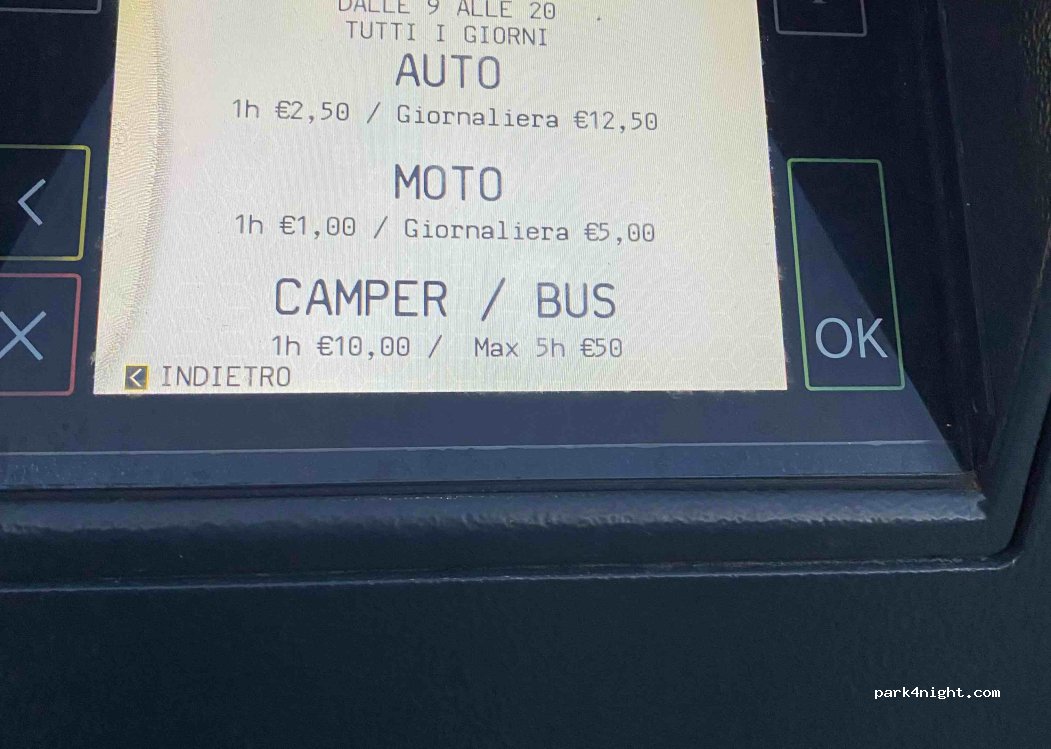 DALLE 9 ALLE 20
TUTTI I GIORNI
AUTO
1h €2,50 / Giornaliera €12,50
MOTO
1h €1,00 / Giornaliera €5,00
CAMPER / BUS
1h €10,00 / Max 5h €50
< INDIETRO
OK
park4night.com